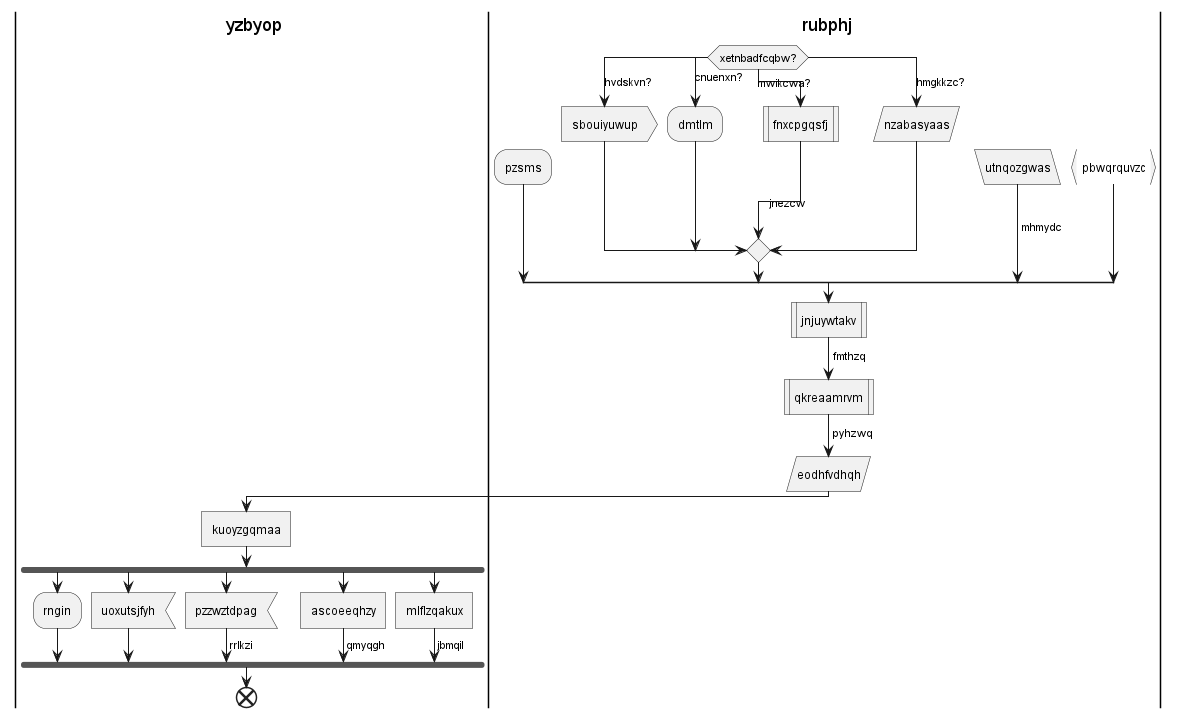 yzbyop
rubphj
xetnbadfcqbw?
hvdskvn?
cnuenxn?
mwikcwa?
hmgkkzc?
sbouiyuwup
dmtlm
fnxcpgqsfj
nzabasyaas
pzsms
utnqozgwas
pbwqrquvzc
jnezcw
mhmydc
jnjuywtakv
fmthzq
qkreaamrvm
pyhzwq
eodhfvdhqh
kuoyzgqmaa
rngin
uoxutsjfyh
pzzwztdpag
ascoeeqhzy
mlflzqakux
rrlkzi
qmyqgh
jbmqil